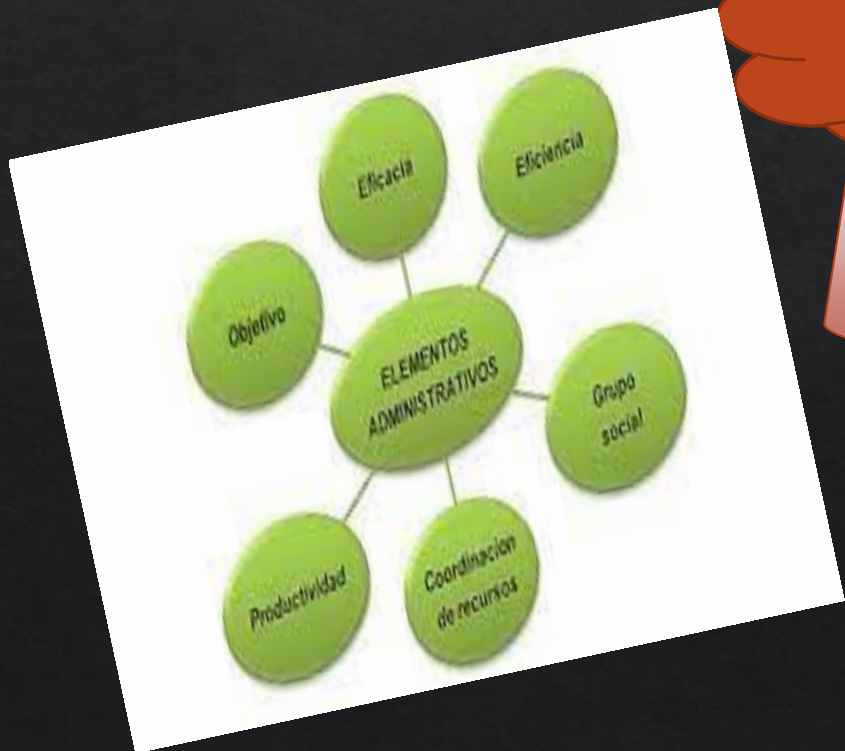 Eficacia
Eficiencia
Objetivo
ELEMENTOS
ADMINISTRATIVOS
Grupo
social
Productividad
Coordinacion
de recursos